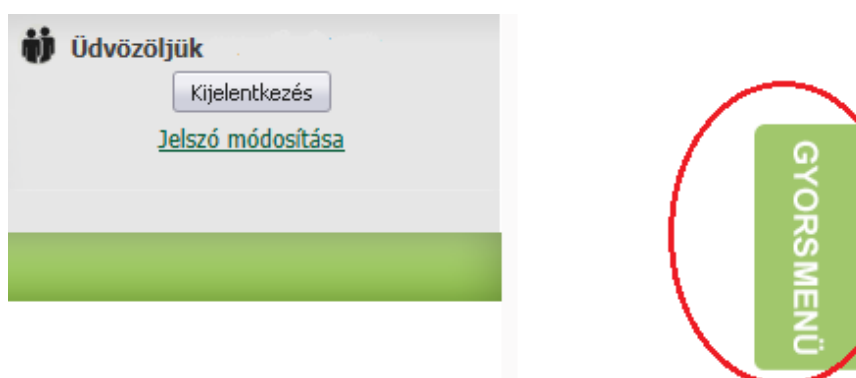 Üdvözöljük
Kijelentkezés
Jelszó módosítása
GYORSMENÜ